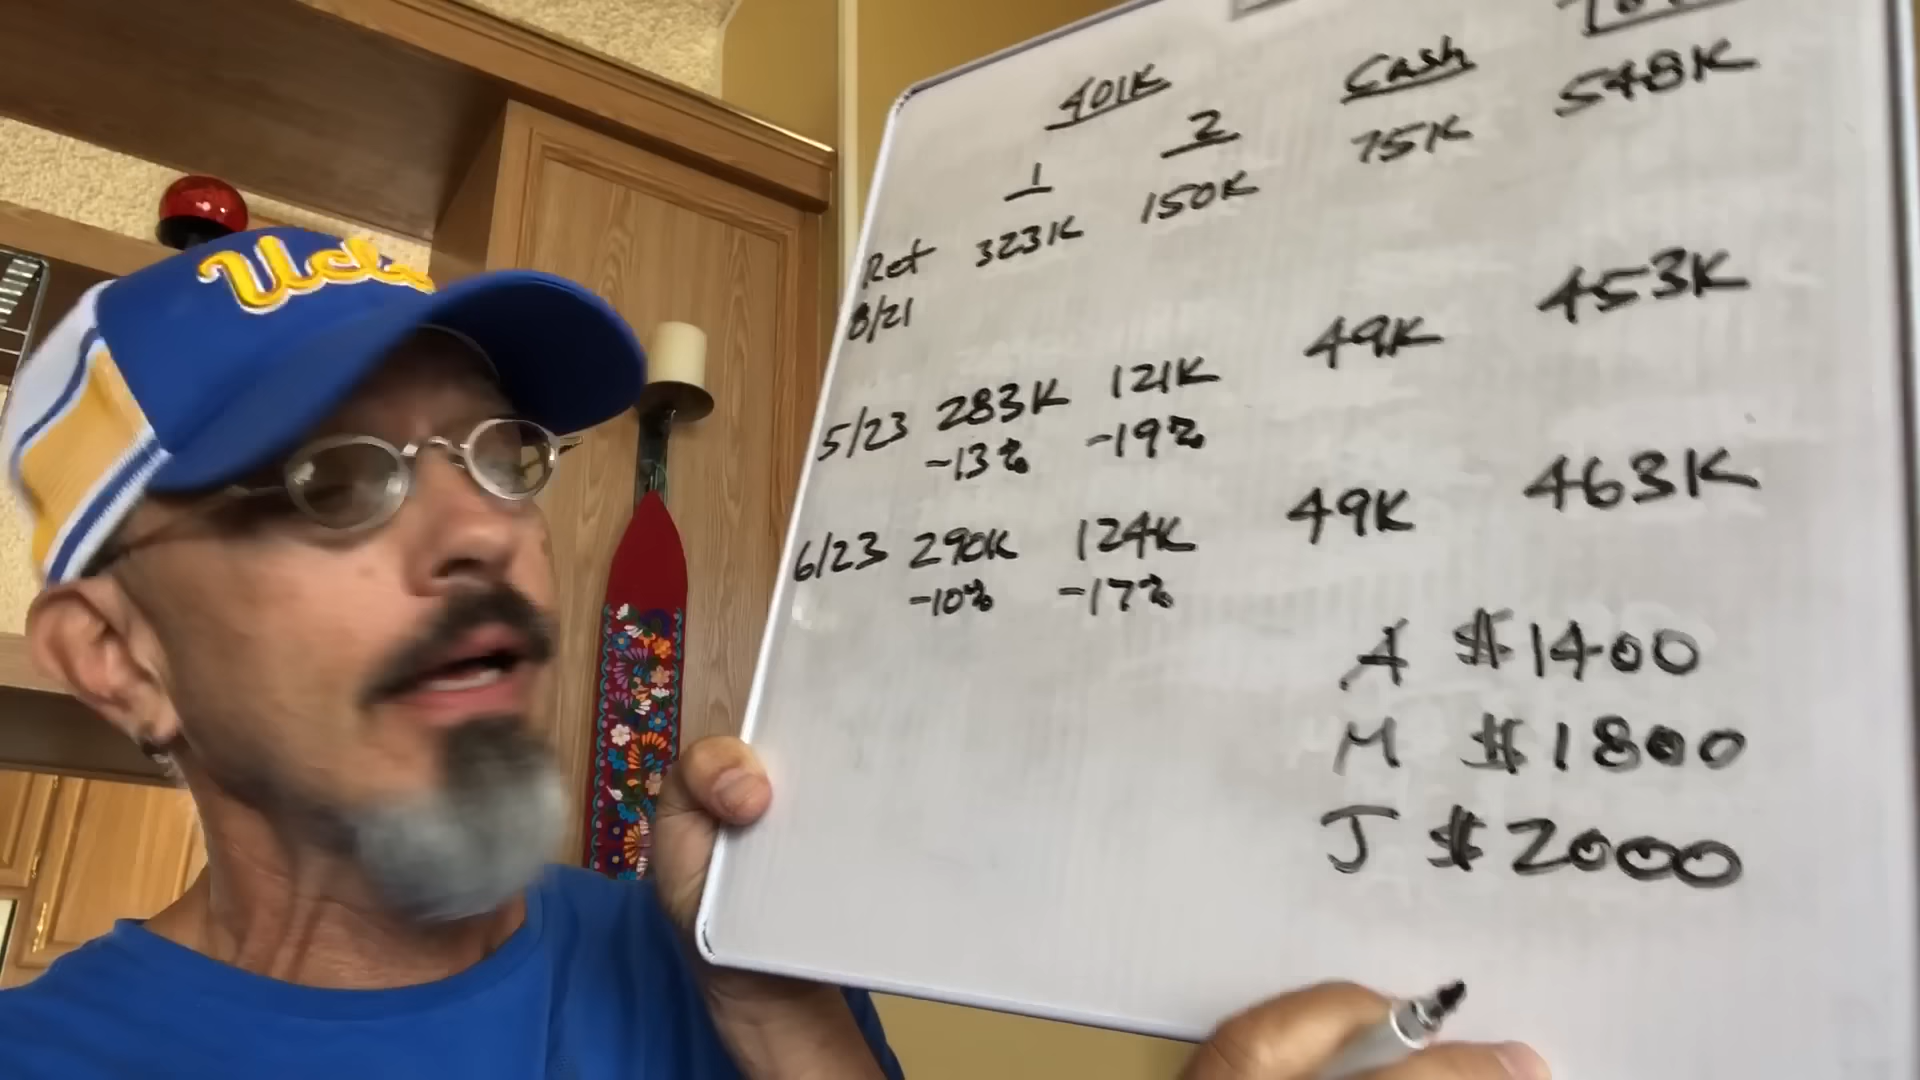 Ucla
401K Cash
1 2
Ret 323K 150K 75K 548K
8/21
5/23 283K 121K 49K 453K
-13% -19%
6/23 290K 124K 49K 463K
-10% -17%
A $1400
M $1800
J $2000